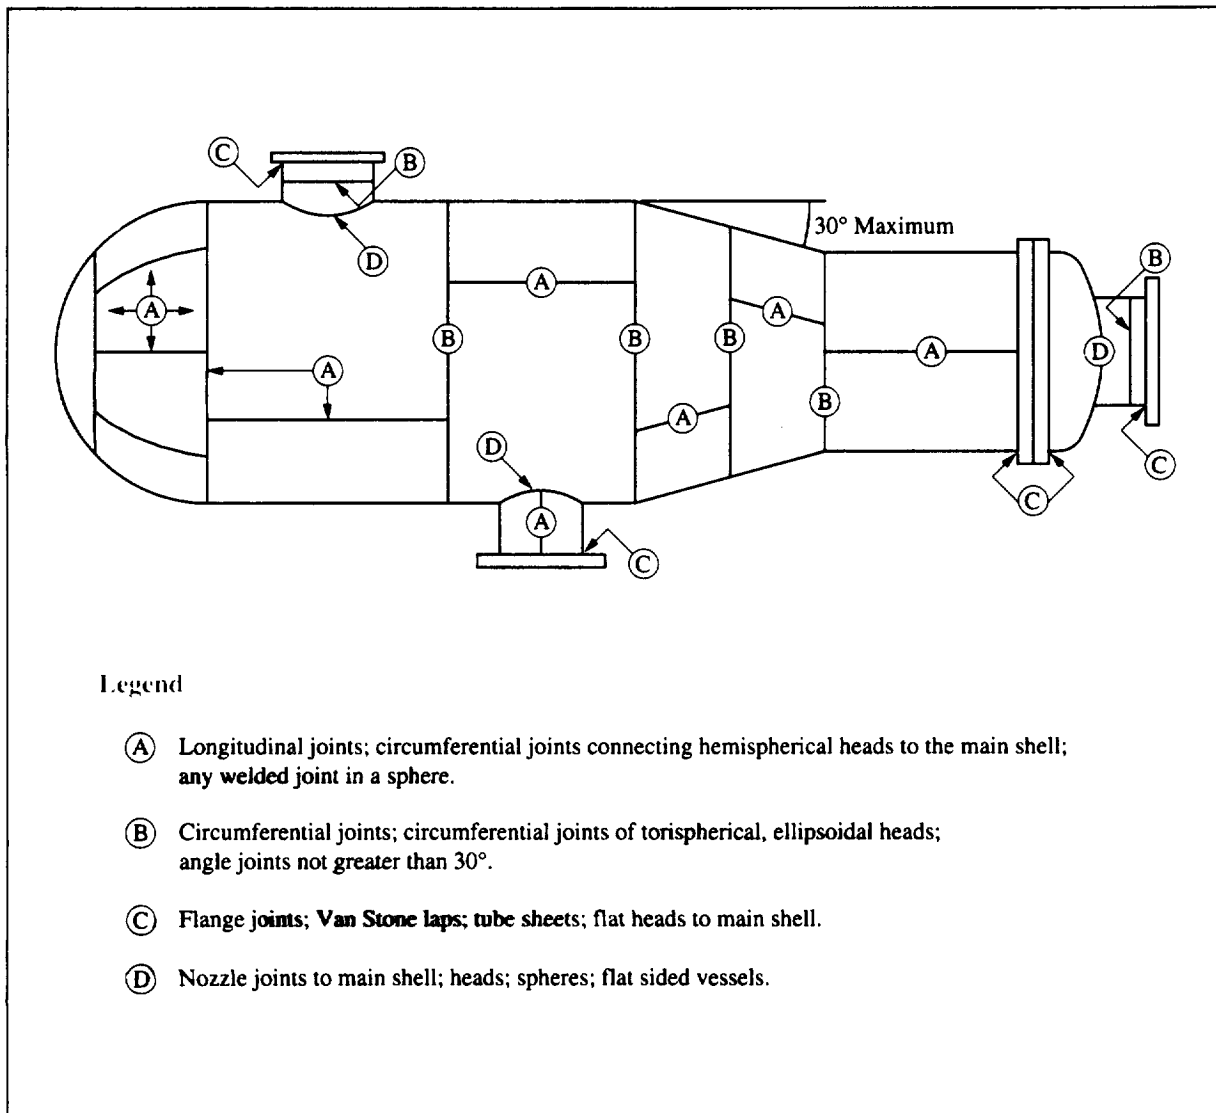 C
B
D
30° Maximum
B
A
A
A
B
B
B
A
D
A
A
B
A
D
C
C
A
C
Legend
A Longitudinal joints; circumferential joints connecting hemispherical heads to the main shell;
any welded joint in a sphere.
B Circumferential joints; circumferential joints of torispherical, ellipsoidal heads;
angle joints not greater than 30°.
C Flange joints; Van Stone laps; tube sheets; flat heads to main shell.
D Nozzle joints to main shell; heads; spheres; flat sided vessels.